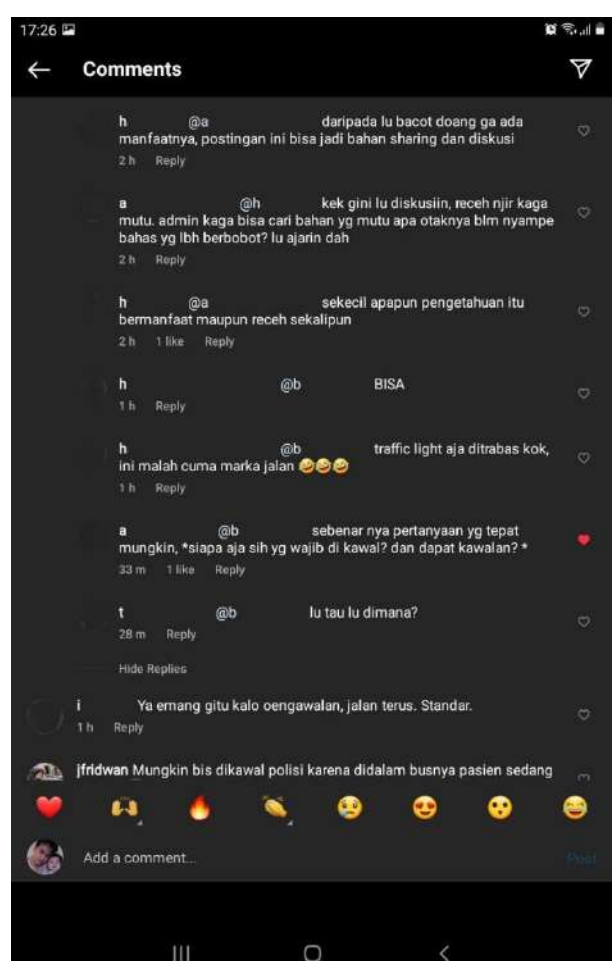 17:26
Comments
h @a daripada lu bacot doang ga ada
manfaatnya, postingan ini bisa jadi bahan sharing dan diskusi
2 h Reply
a @h kek gini lu diskusiin, receh njir kaga
mutu. admin kaga bisa cari bahan yg mutu apa otaknya blm nyampe
bahas yg lbh berbobot? lu ajarin dah
2 h Reply
h @a sekecil apapun pengetahuan itu
bermanfaat maupun receh sekalipun
2 h 1 like Reply
h @b BISA
1 h Reply
h @b traffic light aja ditrabas kok,
ini malah cuma marka jalan 🤣🤣🤣
1 h Reply
a @b sebenar nya pertanyaan yg tepat
mungkin, *siapa aja sih yg wajib di kawal? dan dapat kawalan? *
33 m 1 like Reply
t @b lu tau lu dimana?
28 m Reply
Hide Replies
i Ya emang gitu kalo oengawalan, jalan terus. Standar.
1 h Reply
jfridwan Mungkin bis dikawal polisi karena didalam busnya pasien sedang
❤️ 🙌 🔥 👏 😢 😍 😮 😂
Add a comment... Post